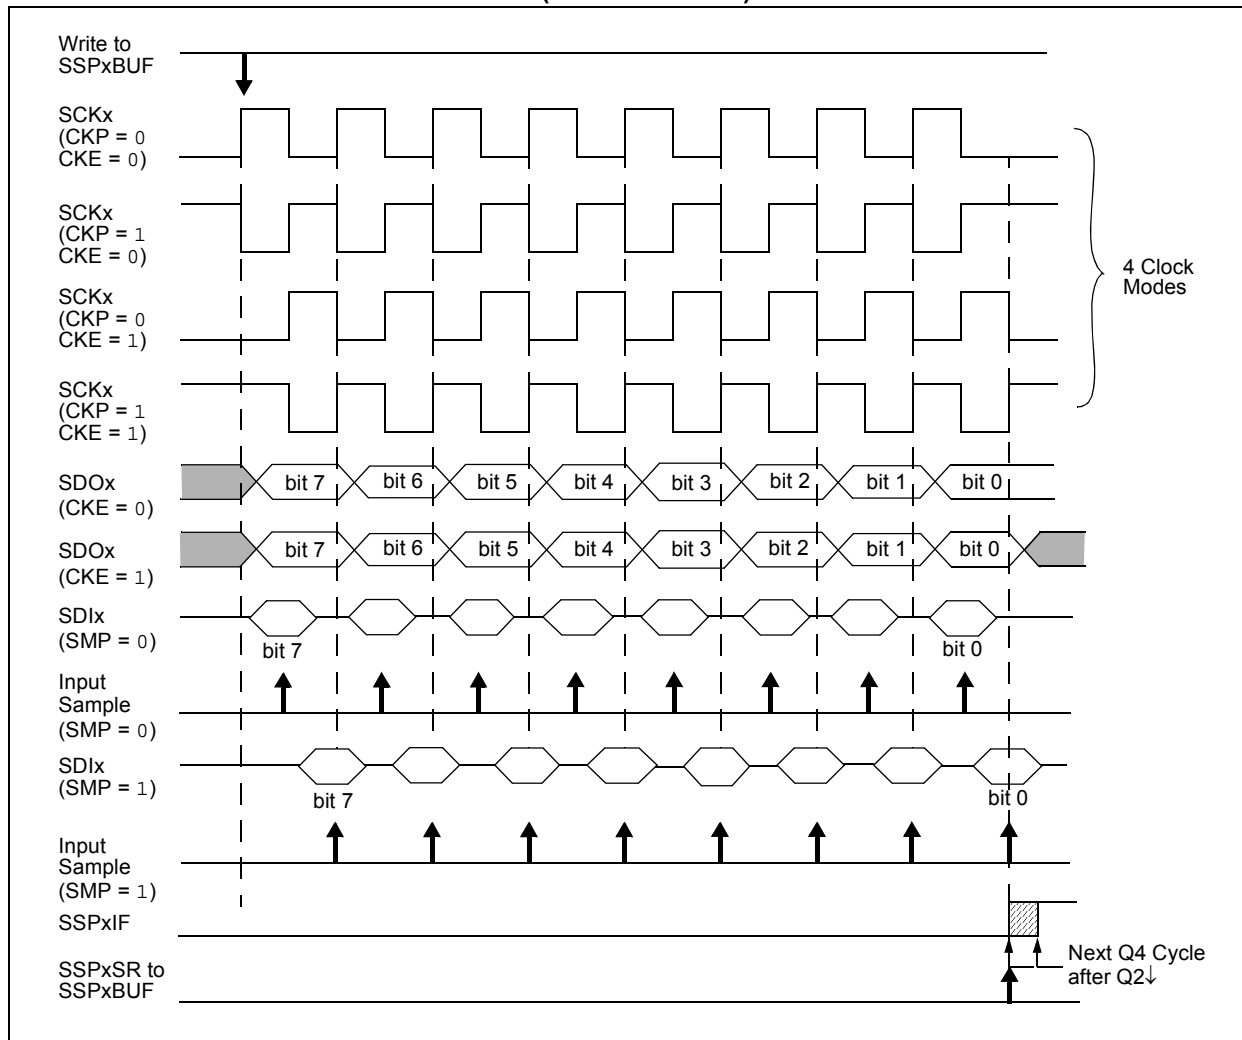 Write to
SSPxBUF
SCKx
(CKP = 0
CKE = 0)
SCKx
(CKP = 1
CKE = 0)
SCKx
(CKP = 0
CKE = 1)
SCKx
(CKP = 1
CKE = 1)
4 Clock
Modes
SDOx
(CKE = 0)
bit 7 bit 6 bit 5 bit 4 bit 3 bit 2 bit 1 bit 0
SDOx
(CKE = 1)
bit 7 bit 6 bit 5 bit 4 bit 3 bit 2 bit 1 bit 0
SDIx
(SMP = 0)
bit 7 bit 0
Input
Sample
(SMP = 0)
SDIx
(SMP = 1)
bit 7 bit 0
Input
Sample
(SMP = 1)
SSPxIF
SSPxSR to
SSPxBUF
Next Q4 Cycle
after Q2↓